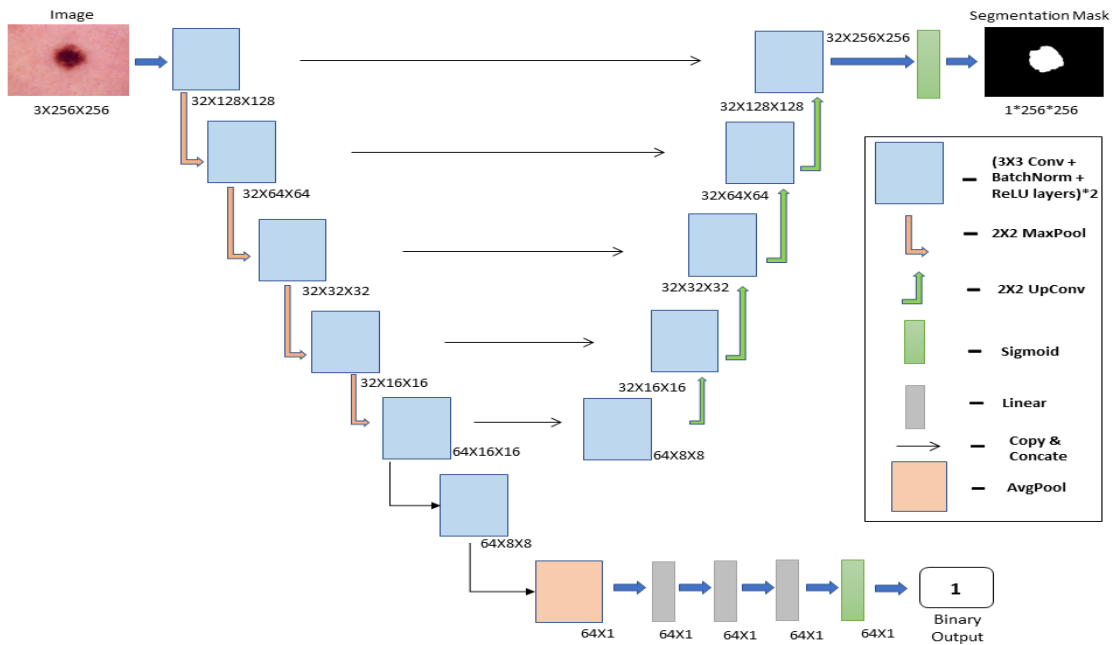 Image
Segmentation Mask
32X256X256
3X256X256
32X128X128
32X128X128
1*256*256
(3X3 Conv +
BatchNorm +
ReLU layers)*2
32X64X64
32X64X64
2X2 MaxPool
32X32X32
32X32X32
2X2 UpConv
Sigmoid
32X16X16
32X16X16
Linear
64X16X16
64X8X8
Copy &
Concate
AvgPool
64X8X8
1
64X1
64X1
64X1
64X1
64X1
Binary
Output